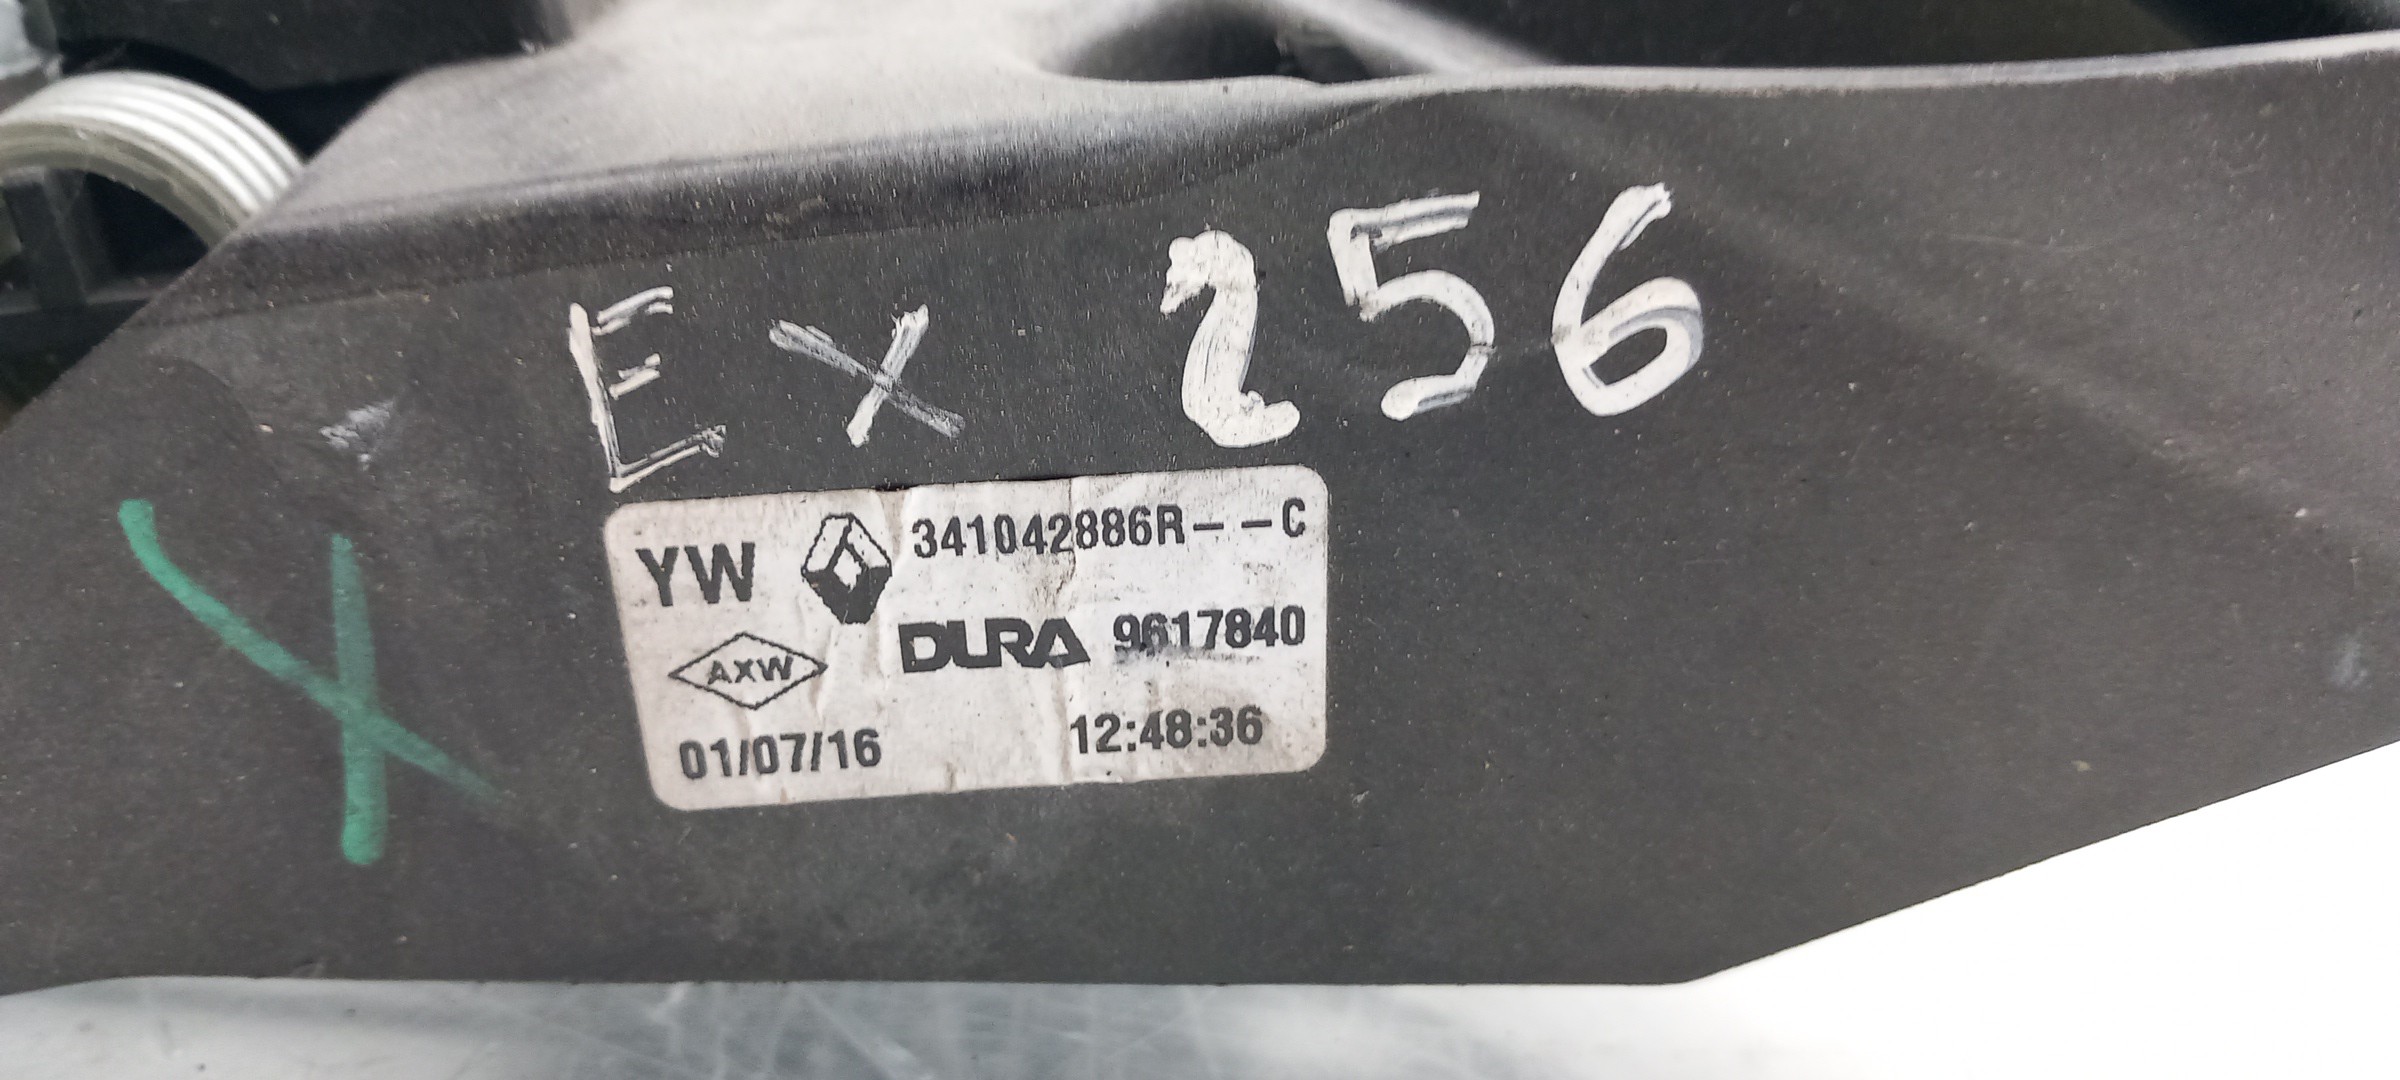 EX 256
YW 341042886R--C
DURA 9617840
AXW
01/07/16 12:48:36
X